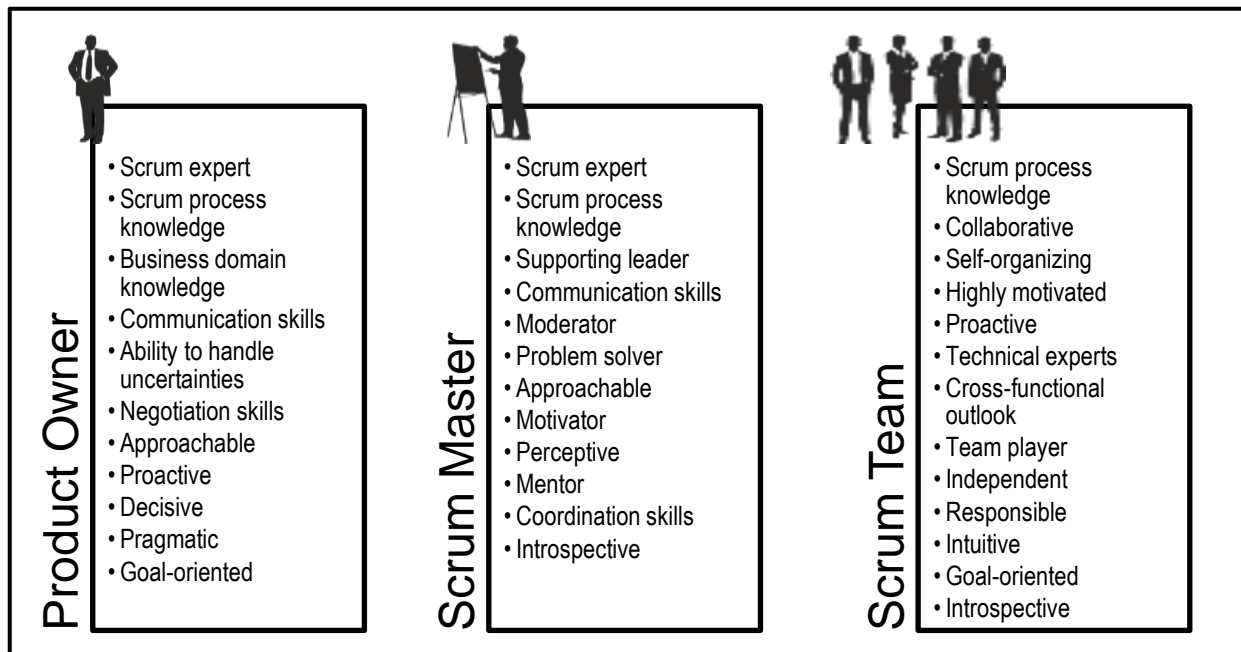 Product Owner
• Scrum expert
• Scrum process
knowledge
• Business domain
knowledge
• Communication skills
• Ability to handle
uncertainties
• Negotiation skills
• Approachable
• Proactive
• Decisive
• Pragmatic
• Goal-oriented
Scrum Master
• Scrum expert
• Scrum process
knowledge
• Supporting leader
• Communication skills
• Moderator
• Problem solver
• Approachable
• Motivator
• Perceptive
• Mentor
• Coordination skills
• Introspective
Scrum Team
• Scrum process
knowledge
• Collaborative
• Self-organizing
• Highly motivated
• Proactive
• Technical experts
• Cross-functional
outlook
• Team player
• Independent
• Responsible
• Intuitive
• Goal-oriented
• Introspective